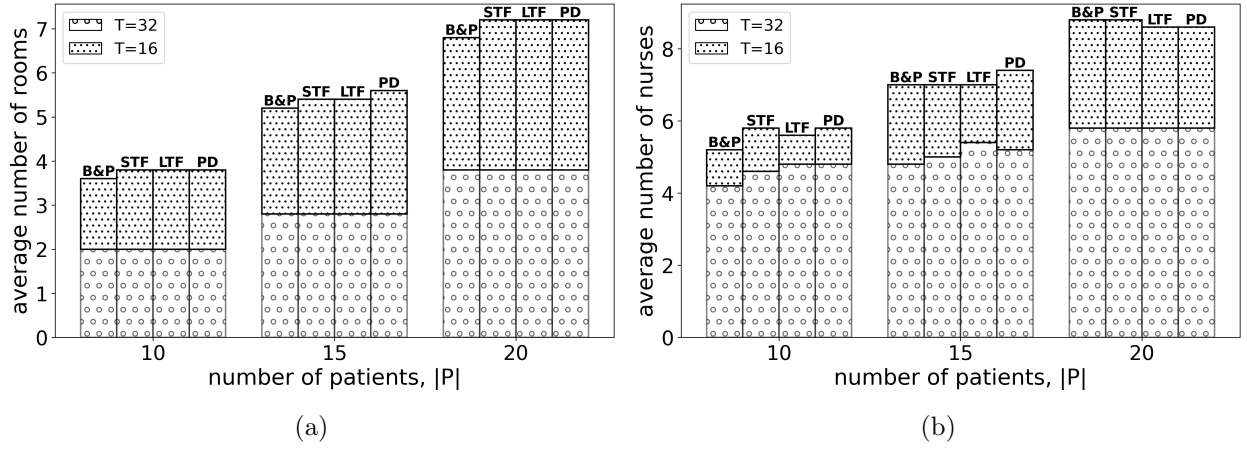 average number of rooms
7
6
5
4
3
2
1
0
T=32
T=16
B&P STF LTF PD
B&P STF LTF PD
B&P STF LTF PD
10 15 20
number of patients, |P|
(a)
average number of nurses
8
6
4
2
0
T=32
T=16
B&P STF LTF PD
B&P STF LTF PD
B&P STF LTF PD
10 15 20
number of patients, |P|
(b)